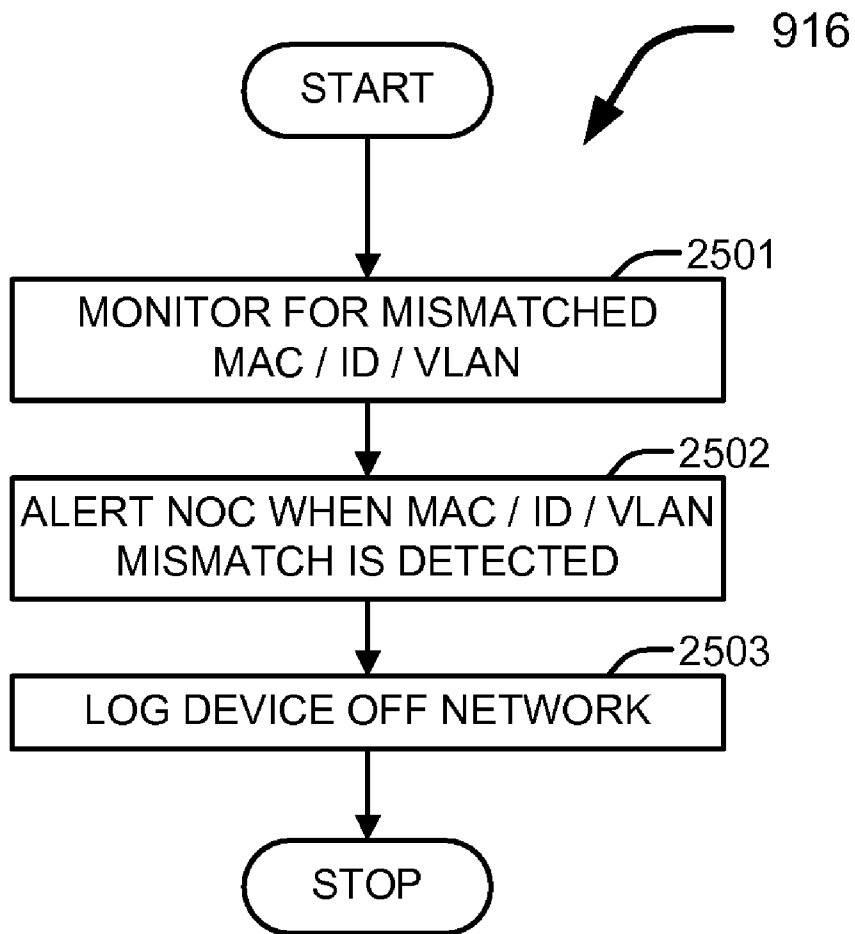 916
START
2501
MONITOR FOR MISMATCHED
MAC / ID / VLAN
2502
ALERT NOC WHEN MAC / ID / VLAN
MISMATCH IS DETECTED
2503
LOG DEVICE OFF NETWORK
STOP